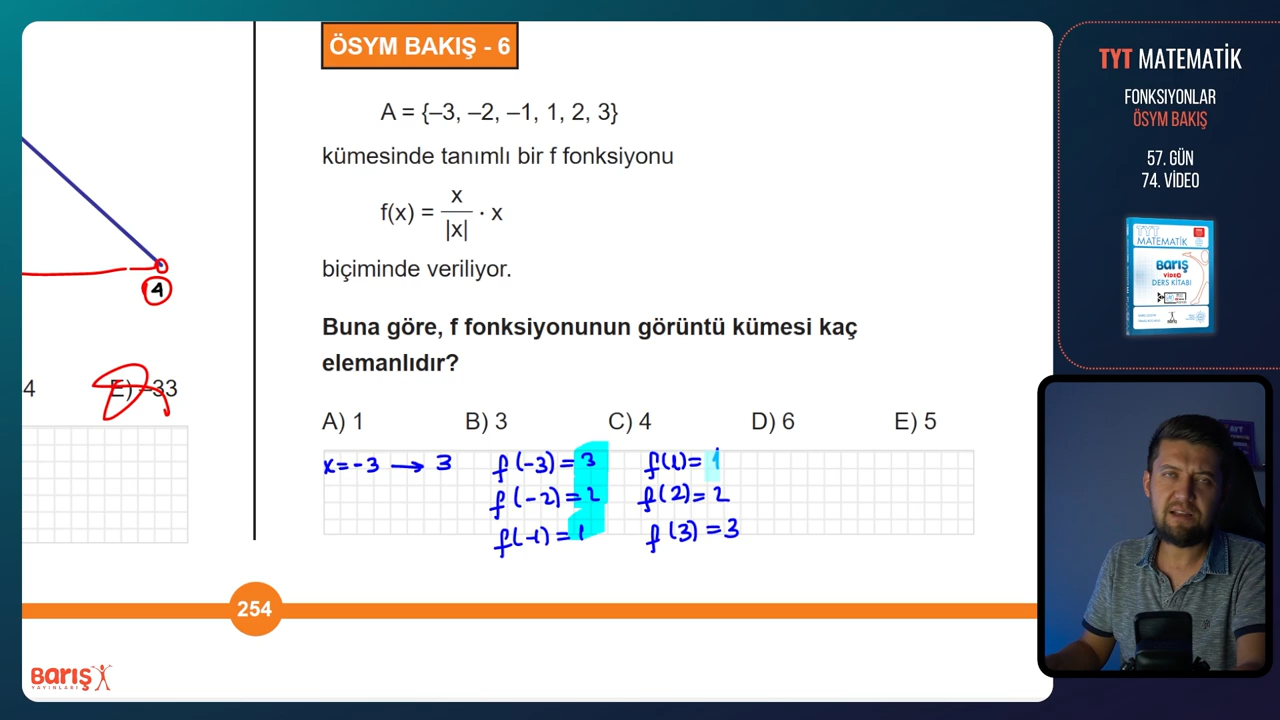 ÖSYM BAKIŞ - 6
A = {–3, –2, –1, 1, 2, 3}
kümesinde tanımlı bir f fonksiyonu
f(x) = x / |x| · x
biçiminde veriliyor.
Buna göre, f fonksiyonunun görüntü kümesi kaç
elemanlıdır?
A) 1 B) 3 C) 4 D) 6 E) 5
x=-3 → 3
f(-3)=3 f(1)=1
f(-2)=2 f(2)=2
f(-1)=1 f(3)=3
4
4 E) –33
254
BARIŞ
YAYINLARI
TYT MATEMATİK
FONKSIYONLAR
ÖSYM BAKIŞ
57. GÜN
74. VİDEO
TYT
MATEMATİK
BARIŞ
VİDEO
DERS KİTABI